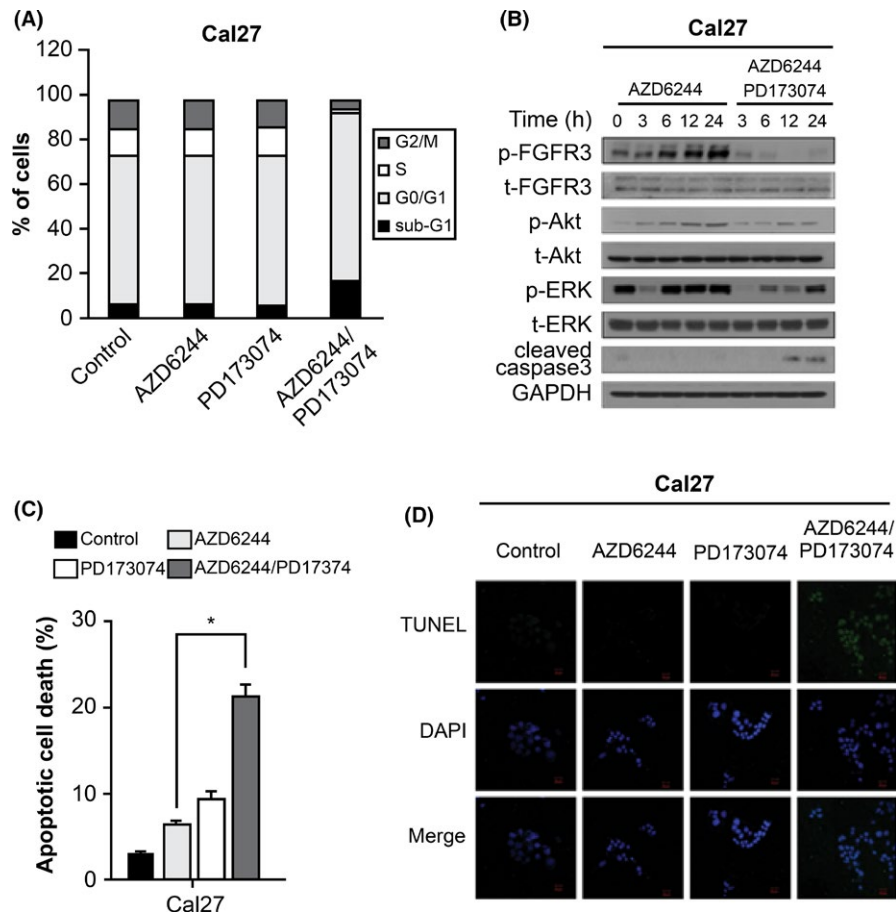 (A)
Cal27
120
100
80
60
40
20
0
% of cells
G2/M
S
G0/G1
sub-G1
Control
AZD6244
PD173074
AZD6244/
PD173074
(B)
Cal27
AZD6244
AZD6244
PD173074
Time (h) 0 3 6 12 24 3 6 12 24
p-FGFR3
t-FGFR3
p-Akt
t-Akt
p-ERK
t-ERK
cleaved
caspase3
GAPDH
(C)
Control AZD6244
PD173074 AZD6244/PD17374
30
20
10
0
Apoptotic cell death (%)
*
Cal27
(D)
Cal27
Control AZD6244 PD173074 AZD6244/
PD173074
TUNEL
DAPI
Merge